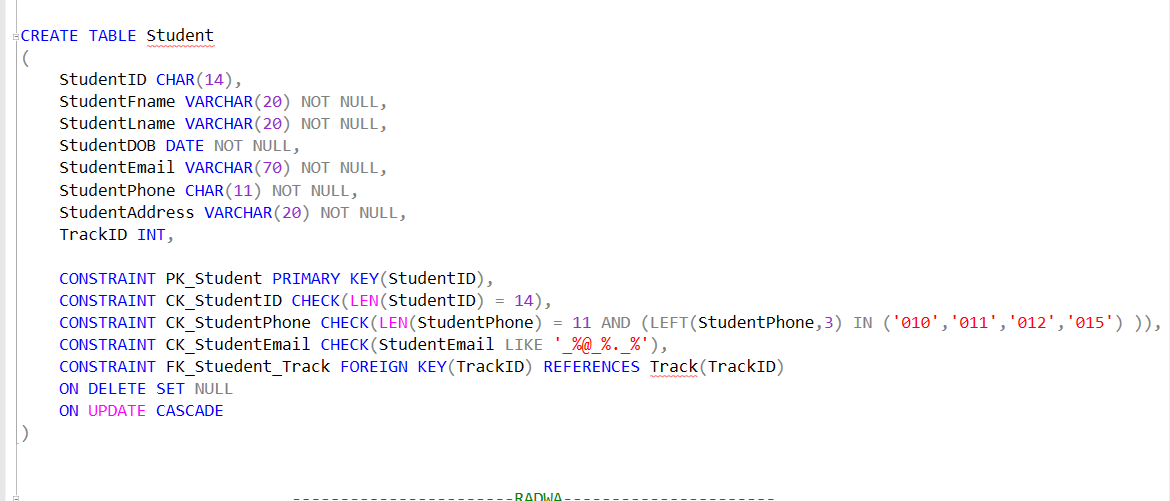 CREATE TABLE Student
(
StudentID CHAR(14),
StudentFname VARCHAR(20) NOT NULL,
StudentLname VARCHAR(20) NOT NULL,
StudentDOB DATE NOT NULL,
StudentEmail VARCHAR(70) NOT NULL,
StudentPhone CHAR(11) NOT NULL,
StudentAddress VARCHAR(20) NOT NULL,
TrackID INT,
CONSTRAINT PK_Student PRIMARY KEY(StudentID),
CONSTRAINT CK_StudentID CHECK(LEN(StudentID) = 14),
CONSTRAINT CK_StudentPhone CHECK(LEN(StudentPhone) = 11 AND (LEFT(StudentPhone,3) IN ('010','011','012','015') )),
CONSTRAINT CK_StudentEmail CHECK(StudentEmail LIKE '_%@_%._%'),
CONSTRAINT FK_Stuedent_Track FOREIGN KEY(TrackID) REFERENCES Track(TrackID)
ON DELETE SET NULL
ON UPDATE CASCADE
)
-----------------------RADWA----------------------